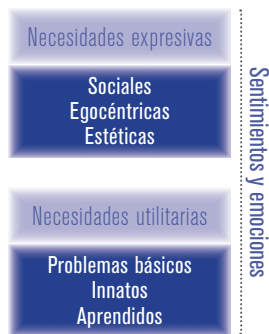 Necesidades expresivas
Sociales
Egocéntricas
Estéticas
Necesidades utilitarias
Problemas básicos
Innatos
Aprendidos
Sentimientos y emociones